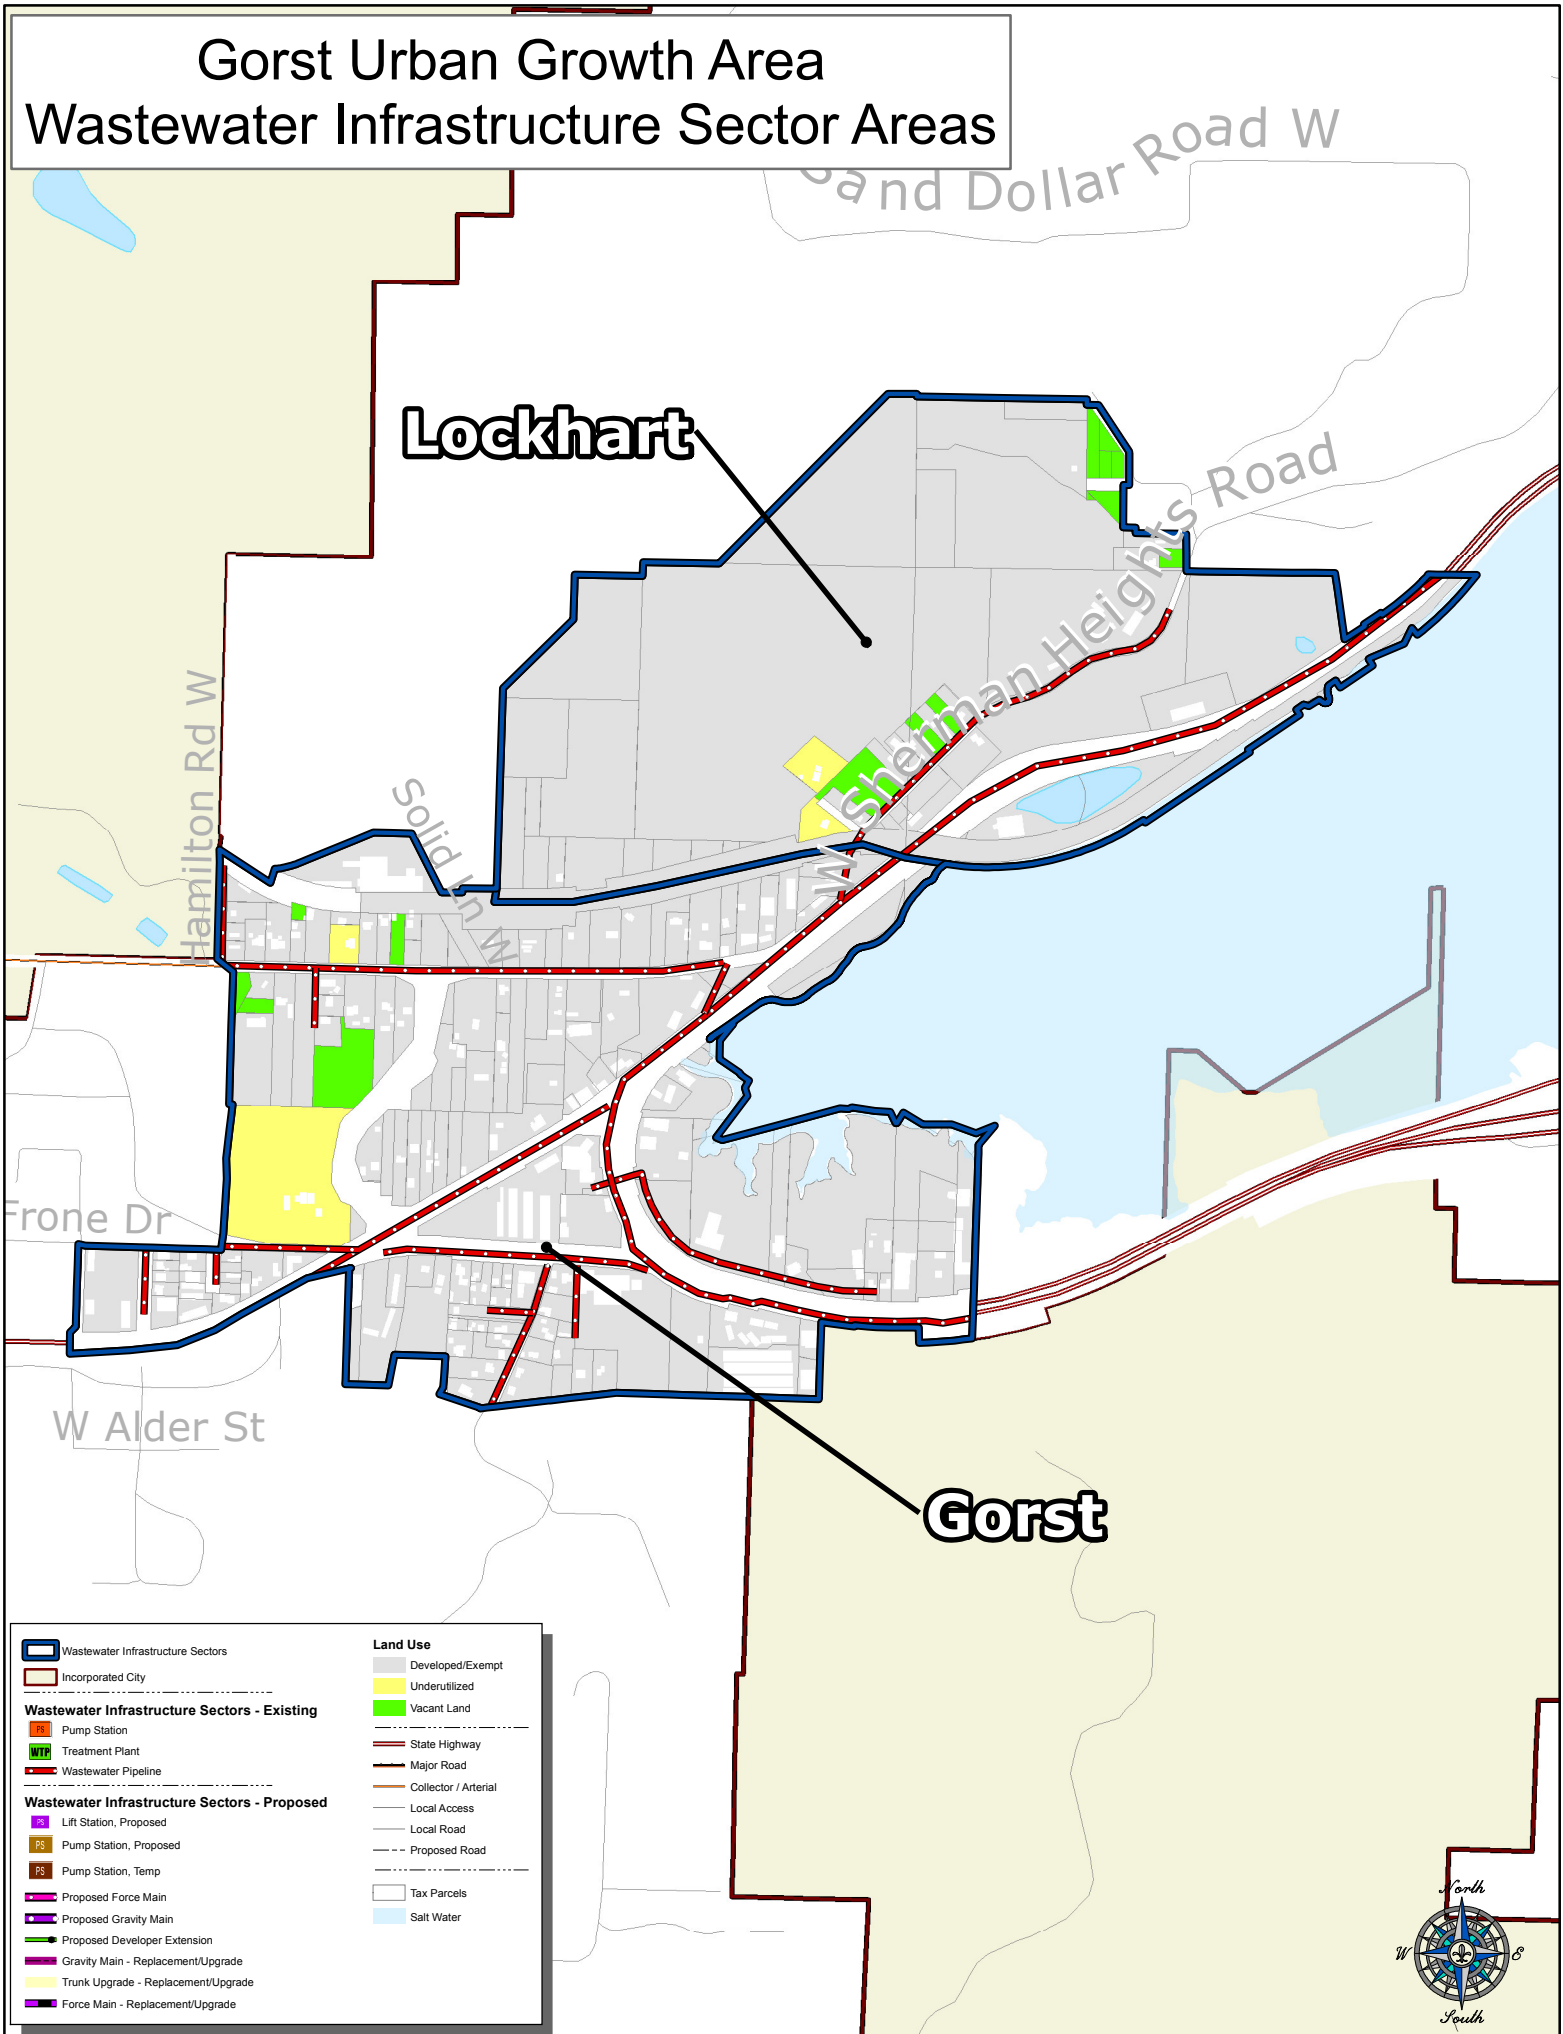 Gorst Urban Growth Area
Wastewater Infrastructure Sector Areas
Sand Dollar Road W
Lockhart
W Sherman Heights Road
Hamilton Rd W
Solid Ln W
Frone Dr
W Alder St
Gorst
Wastewater Infrastructure Sectors
Incorporated City
Wastewater Infrastructure Sectors - Existing
PS Pump Station
WTP Treatment Plant
Wastewater Pipeline
Wastewater Infrastructure Sectors - Proposed
PS Lift Station, Proposed
PS Pump Station, Proposed
PS Pump Station, Temp
Proposed Force Main
Proposed Gravity Main
Proposed Developer Extension
Gravity Main - Replacement/Upgrade
Trunk Upgrade - Replacement/Upgrade
Force Main - Replacement/Upgrade
Land Use
Developed/Exempt
Underutilized
Vacant Land
State Highway
Major Road
Collector / Arterial
Local Access
Local Road
Proposed Road
Tax Parcels
Salt Water
North
W
E
South